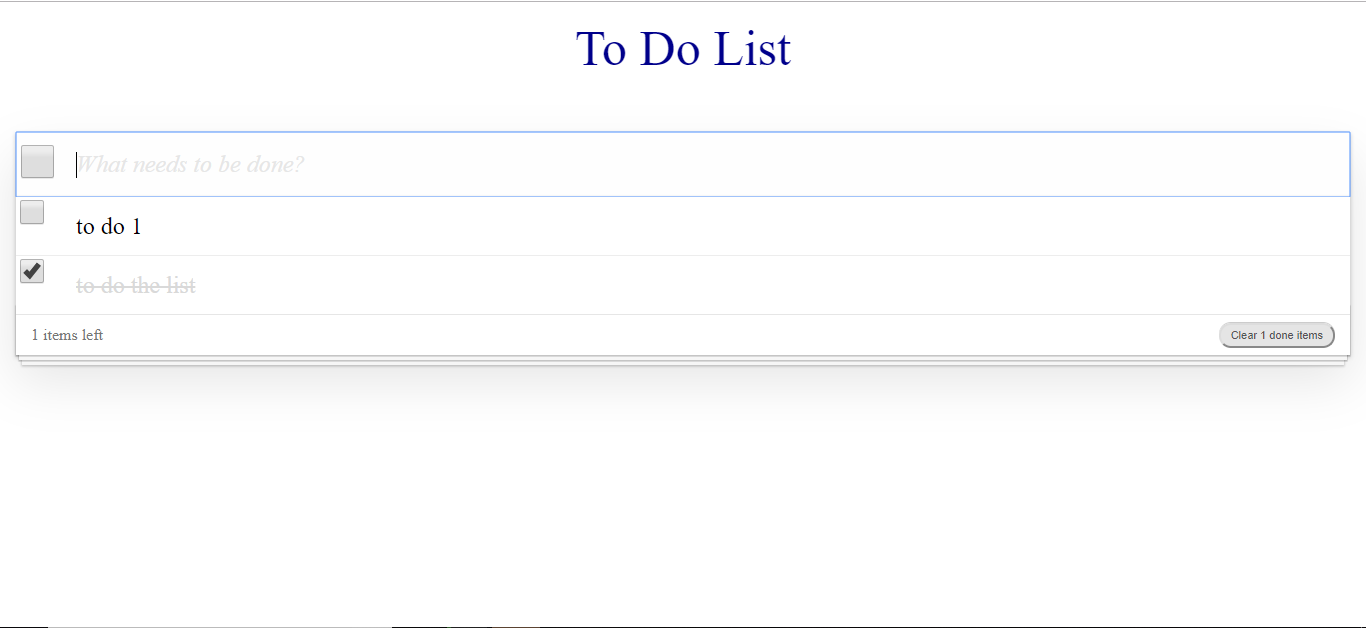 To Do List
What needs to be done?
to do 1
to do the list
1 items left
Clear 1 done items